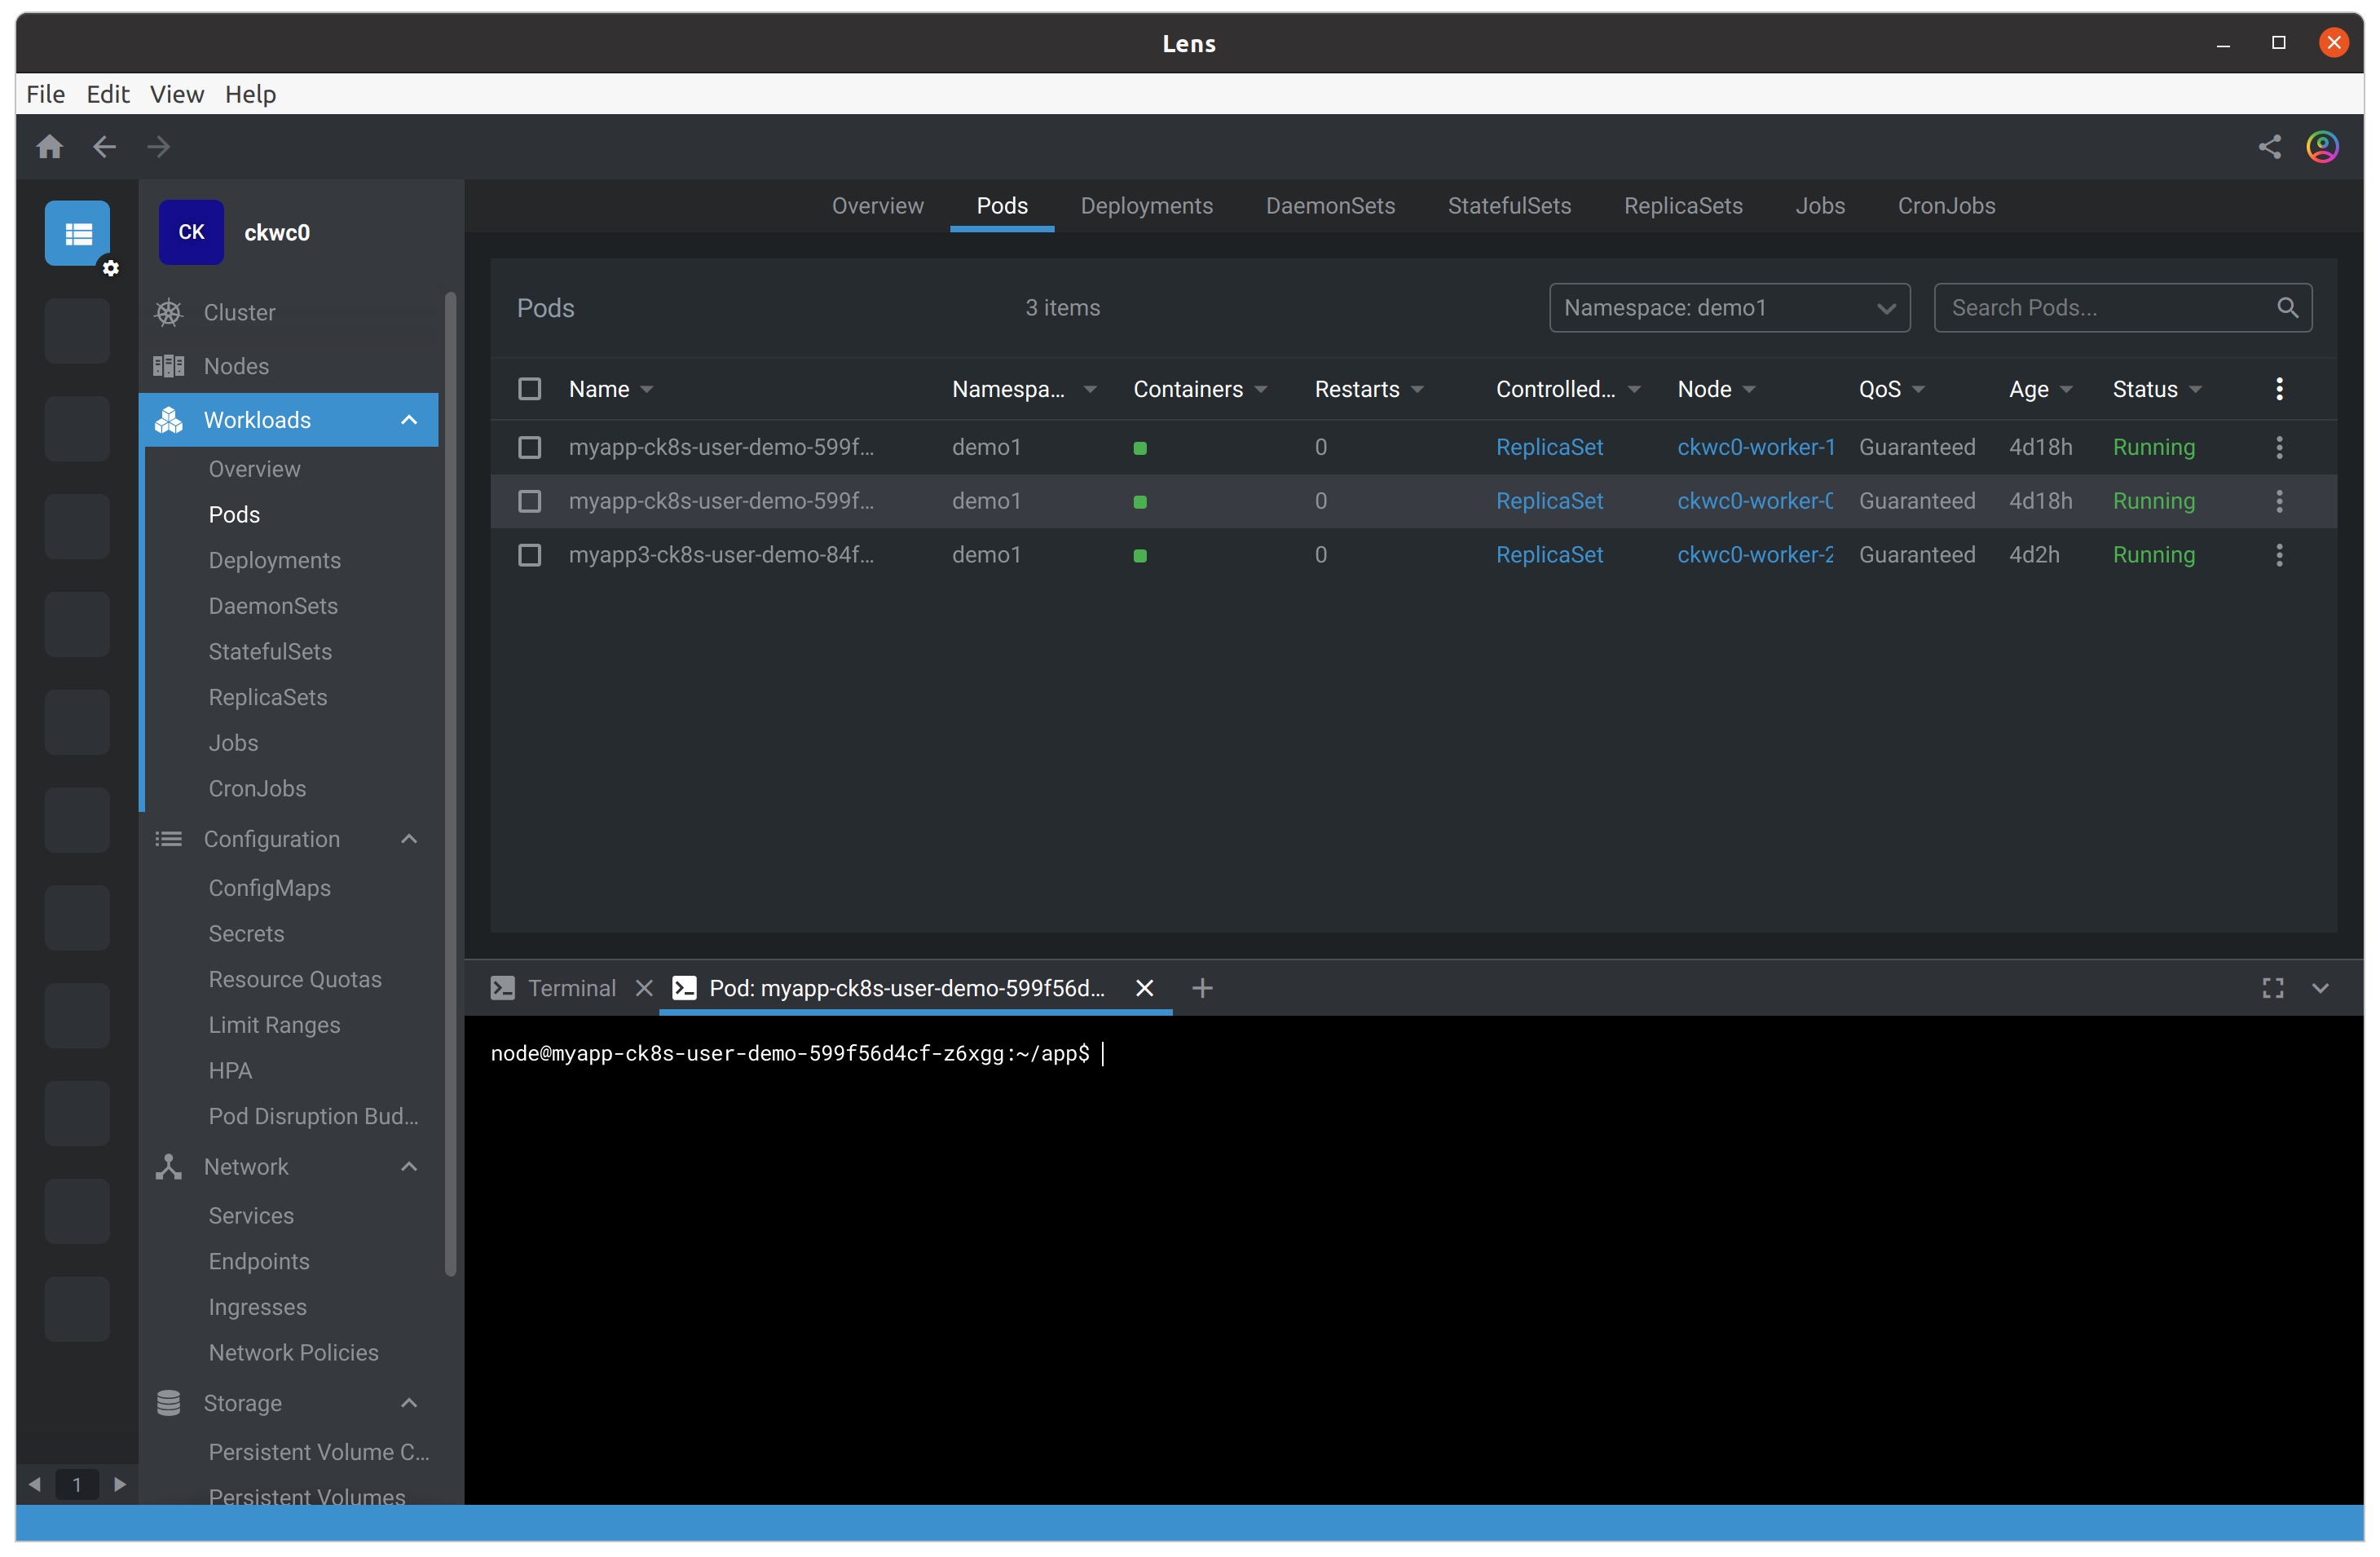 Lens
File Edit View Help
CK ckwc0
Cluster
Nodes
Workloads
Overview
Pods
Deployments
DaemonSets
StatefulSets
ReplicaSets
Jobs
CronJobs
Configuration
ConfigMaps
Secrets
Resource Quotas
Limit Ranges
HPA
Pod Disruption Bud...
Network
Services
Endpoints
Ingresses
Network Policies
Storage
Persistent Volume C...
Persistent Volumes
1
Overview Pods Deployments DaemonSets StatefulSets ReplicaSets Jobs CronJobs
Pods 3 items Namespace: demo1 Search Pods...
Name Namespa... Containers Restarts Controlled... Node QoS Age Status
myapp-ck8s-user-demo-599f... demo1 0 ReplicaSet ckwc0-worker-1 Guaranteed 4d18h Running
myapp-ck8s-user-demo-599f... demo1 0 ReplicaSet ckwc0-worker-0 Guaranteed 4d18h Running
myapp3-ck8s-user-demo-84f... demo1 0 ReplicaSet ckwc0-worker-2 Guaranteed 4d2h Running
Terminal Pod: myapp-ck8s-user-demo-599f56d...
node@myapp-ck8s-user-demo-599f56d4cf-z6xgg:~/app$